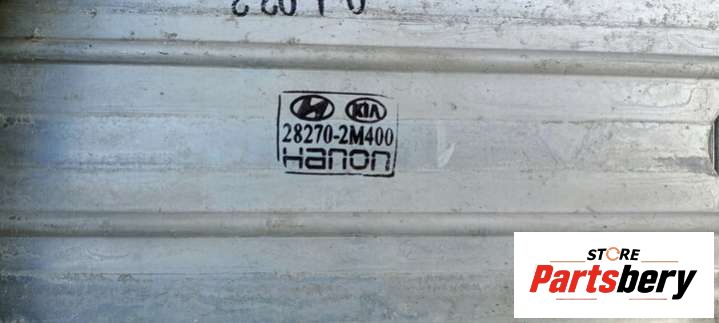 KIA
28270-2M400
Hanon
STORE
Partsbery